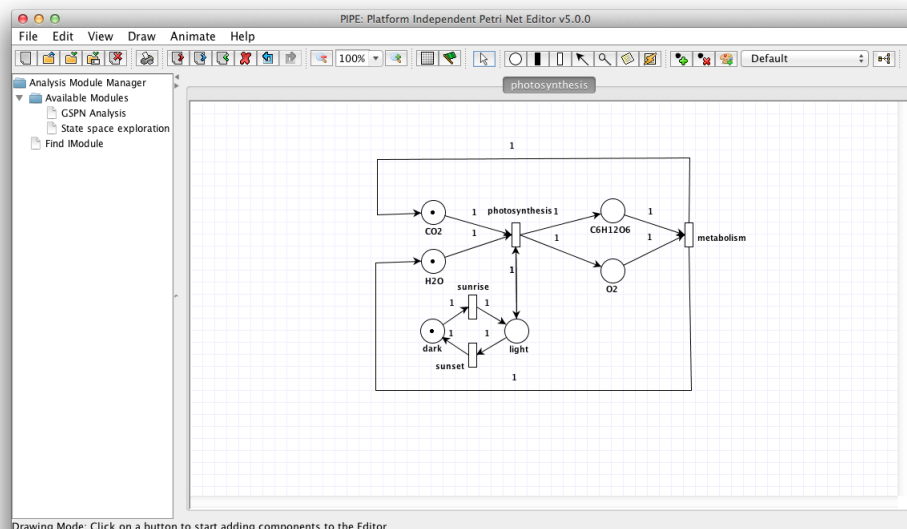 PIPE: Platform Independent Petri Net Editor v5.0.0
File Edit View Draw Animate Help
100% Default
Analysis Module Manager
Available Modules
GSPN Analysis
State space exploration
Find IModule
photosynthesis
1
CO2
1
photosynthesis
1
C6H12O6
1
metabolism
H2O
1
1
O2
1
1
sunrise
1
1
dark
1
1
light
sunset
1
Drawing Mode: Click on a button to start adding components to the Editor